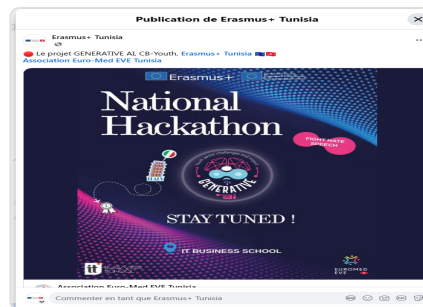 Publication de Erasmus+ Tunisia
Erasmus+ Tunisia
Le projet GENERATIVE AI, CB-Youth, Erasmus+ Tunisia
Association Euro-Med EVE Tunisia
Erasmus+
National
Hackathon
FIGHT HATE
SPEECH
GENERATIVE
STAY TUNED !
IT BUSINESS SCHOOL
it
EUROMED
EVE
Association Euro-Med EVE Tunisia
Commenter en tant que Erasmus+ Tunisia